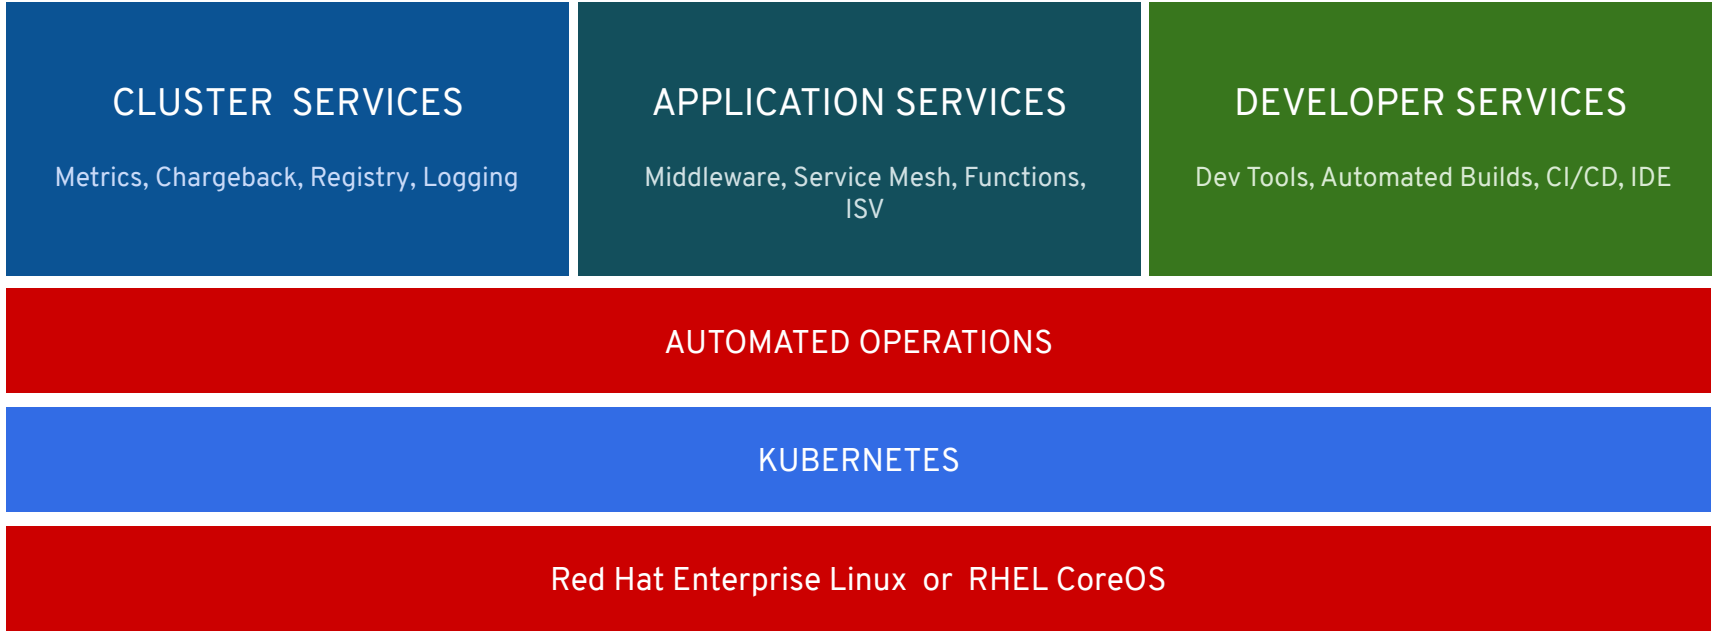 CLUSTER SERVICES
Metrics, Chargeback, Registry, Logging
APPLICATION SERVICES
Middleware, Service Mesh, Functions,
ISV
DEVELOPER SERVICES
Dev Tools, Automated Builds, CI/CD, IDE
AUTOMATED OPERATIONS
KUBERNETES
Red Hat Enterprise Linux or RHEL CoreOS